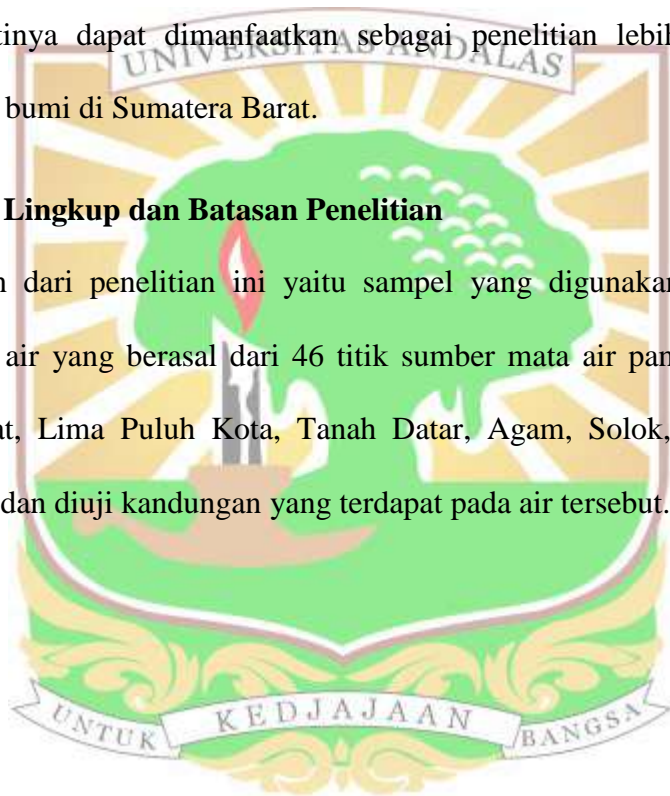 tinya dapat dimanfaatkan sebagai penelitian lebih
UNIVERSITAS ANDALAS
bumi di Sumatera Barat.
Lingkup dan Batasan Penelitian
dari penelitian ini yaitu sampel yang digunakan
air yang berasal dari 46 titik sumber mata air pan
at, Lima Puluh Kota, Tanah Datar, Agam, Solok,
dan diuji kandungan yang terdapat pada air tersebut.
UNTUK KEDJAJAAN BANGSA